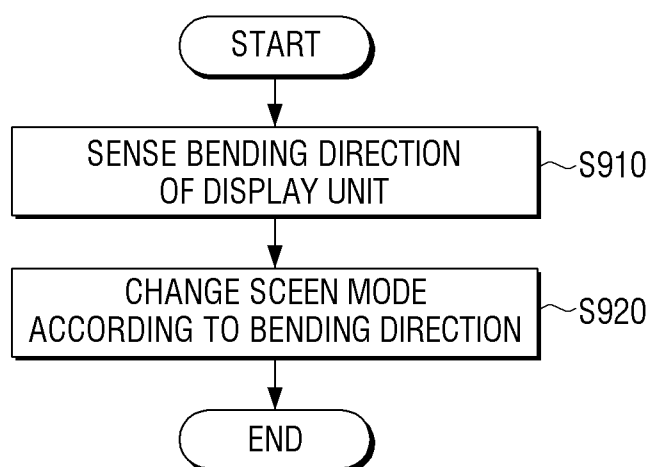 START
SENSE BENDING DIRECTION
OF DISPLAY UNIT
S910
CHANGE SCEEN MODE
ACCORDING TO BENDING DIRECTION
S920
END